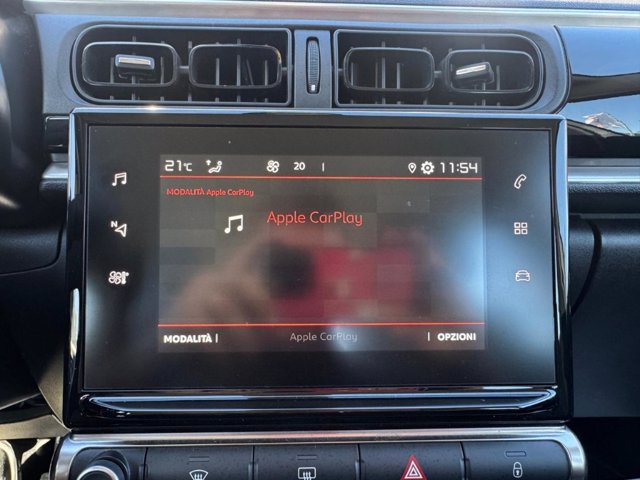 21°C 20 11:54
MODALITÀ Apple CarPlay
Apple CarPlay
N
MODALITÀ Apple CarPlay OPZIONI